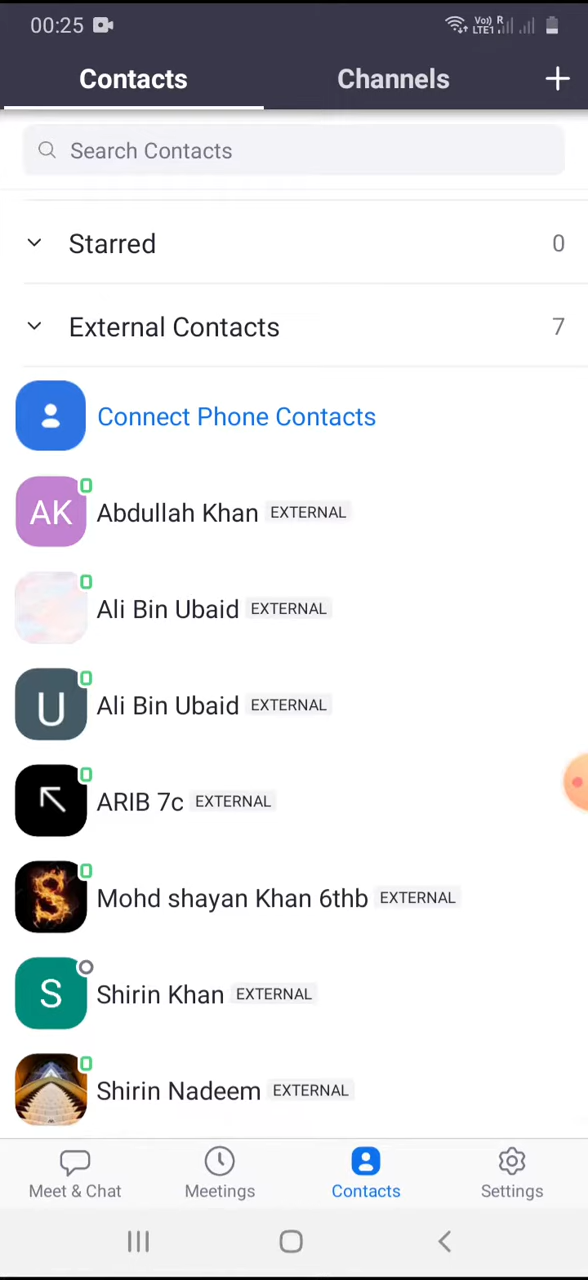 00:25 Vo) R LTE1
Contacts Channels +
Search Contacts
Starred 0
External Contacts 7
Connect Phone Contacts
AK Abdullah Khan EXTERNAL
Ali Bin Ubaid EXTERNAL
U Ali Bin Ubaid EXTERNAL
ARIB 7c EXTERNAL
S Mohd shayan Khan 6thb EXTERNAL
S Shirin Khan EXTERNAL
Shirin Nadeem EXTERNAL
Meet & Chat Meetings Contacts Settings